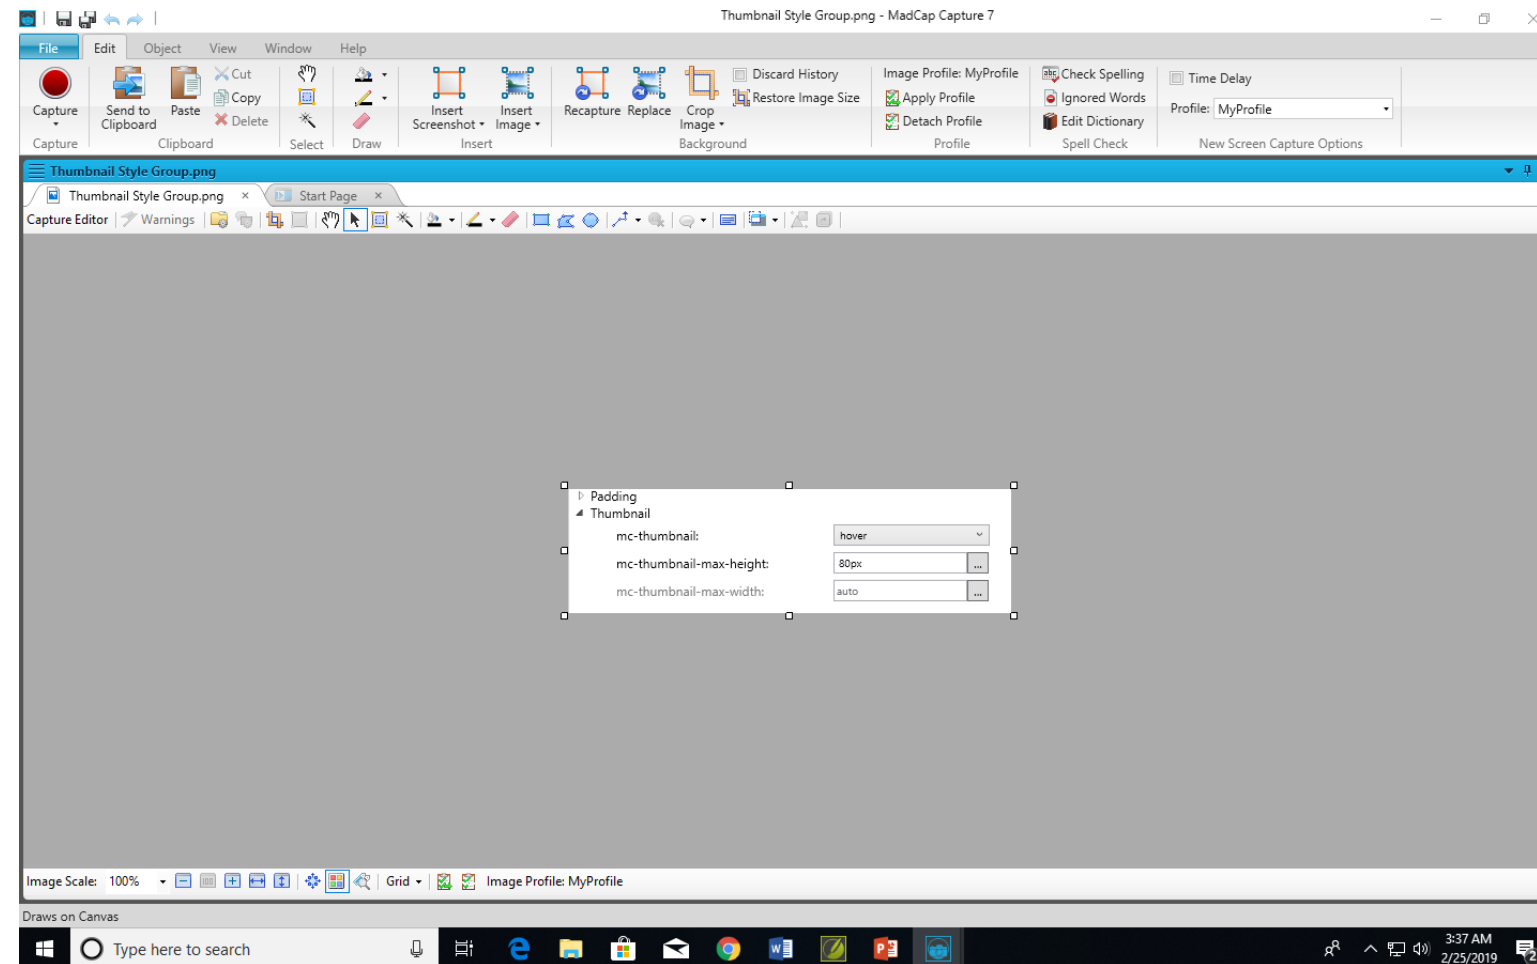 Thumbnail Style Group.png - MadCap Capture 7
File Edit Object View Window Help
Capture
Send to Clipboard
Paste
Cut
Copy
Delete
Insert Screenshot
Insert Image
Recapture
Replace
Crop Image
Discard History
Restore Image Size
Image Profile: MyProfile
Apply Profile
Detach Profile
Check Spelling
Ignored Words
Edit Dictionary
Time Delay
Profile: MyProfile
Capture Clipboard Select Draw Insert Background Profile Spell Check New Screen Capture Options
Thumbnail Style Group.png
Thumbnail Style Group.png Start Page
Capture Editor Warnings
Padding
Thumbnail
mc-thumbnail: hover
mc-thumbnail-max-height: 80px ...
mc-thumbnail-max-width: auto ...
Image Scale: 100% Grid Image Profile: MyProfile
Draws on Canvas
Type here to search
3:37 AM
2/25/2019